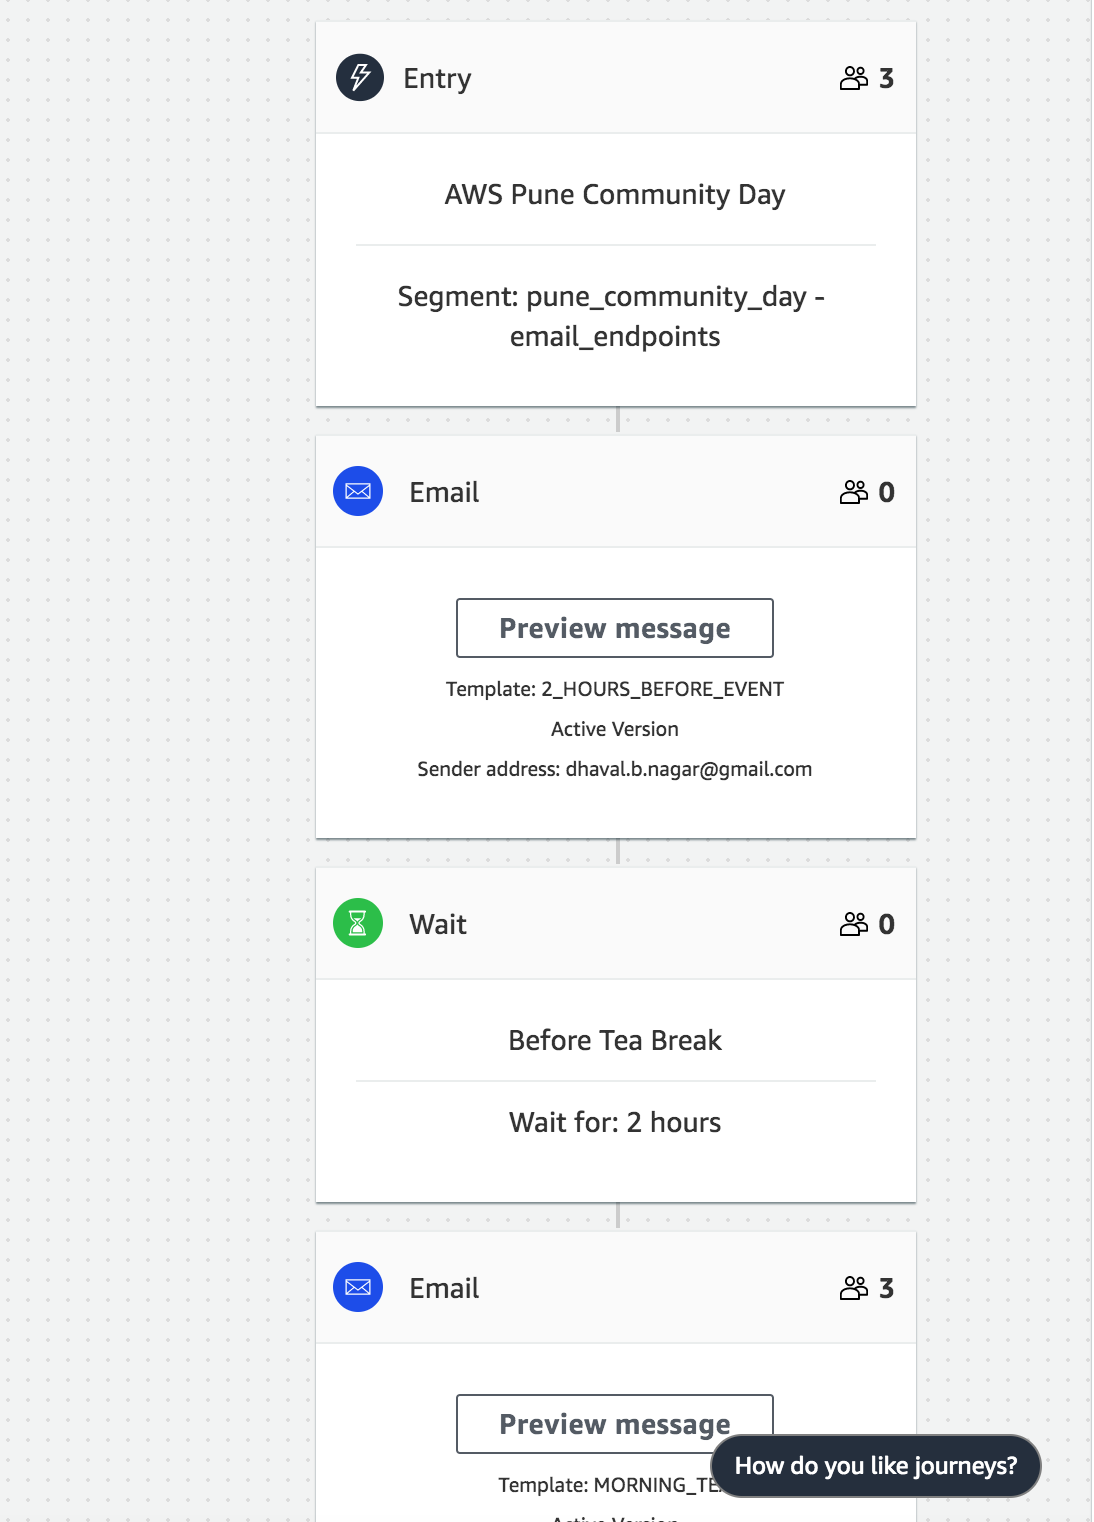 Entry 3
AWS Pune Community Day
Segment: pune_community_day -
email_endpoints
Email 0
Preview message
Template: 2_HOURS_BEFORE_EVENT
Active Version
Sender address: dhaval.b.nagar@gmail.com
Wait 0
Before Tea Break
Wait for: 2 hours
Email 3
Preview message
How do you like journeys?
Template: MORNING_TE
Active Version